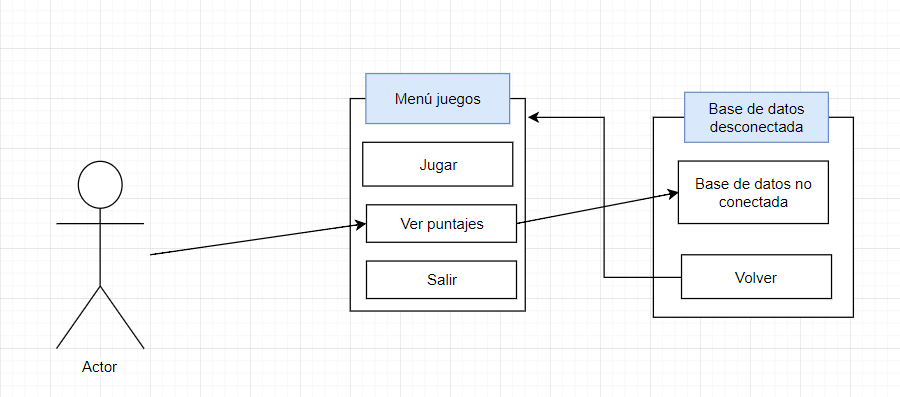 Menú juegos
Jugar
Ver puntajes
Salir
Base de datos
desconectada
Base de datos no
conectada
Volver
Actor